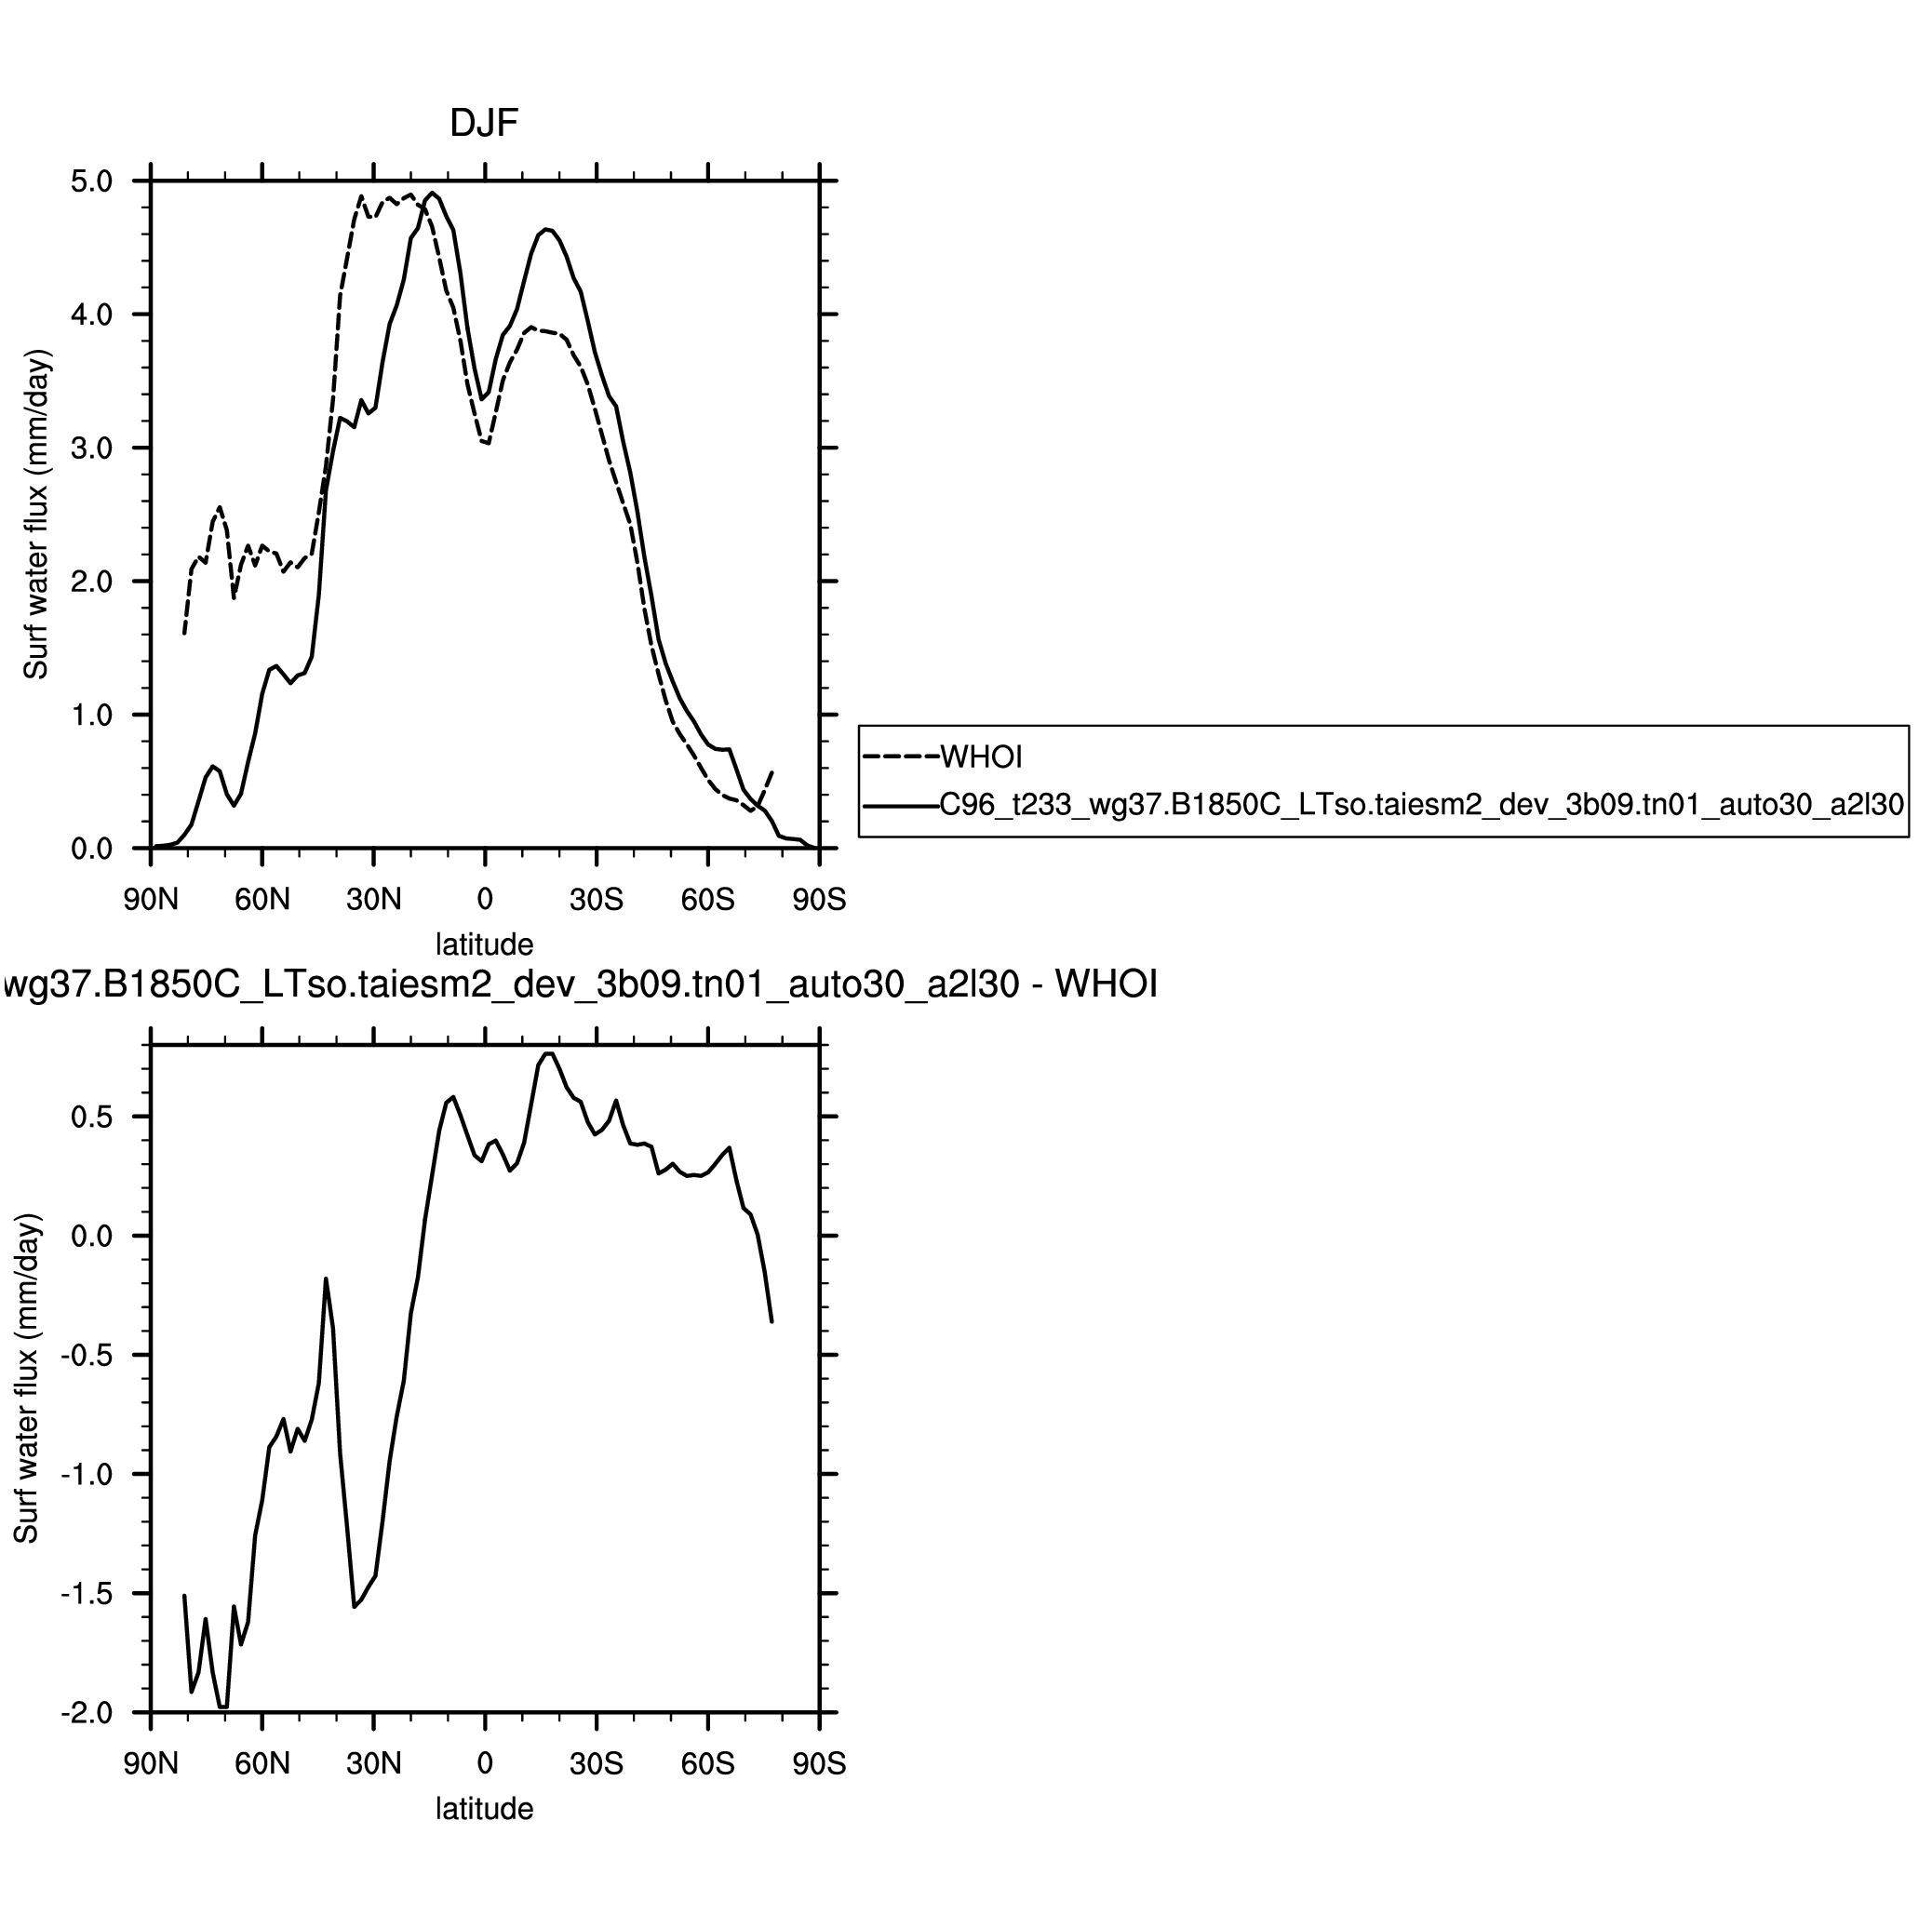 DJF
5.0
4.0
3.0
2.0
1.0
0.0
Surf water flux (mm/day)
90N 60N 30N 0 30S 60S 90S
latitude
WHOI
C96_t233_wg37.B1850C_LTso.taiesm2_dev_3b09.tn01_auto30_a2l30
wg37.B1850C_LTso.taiesm2_dev_3b09.tn01_auto30_a2l30 - WHOI
0.5
0.0
-0.5
-1.0
-1.5
-2.0
Surf water flux (mm/day)
90N 60N 30N 0 30S 60S 90S
latitude